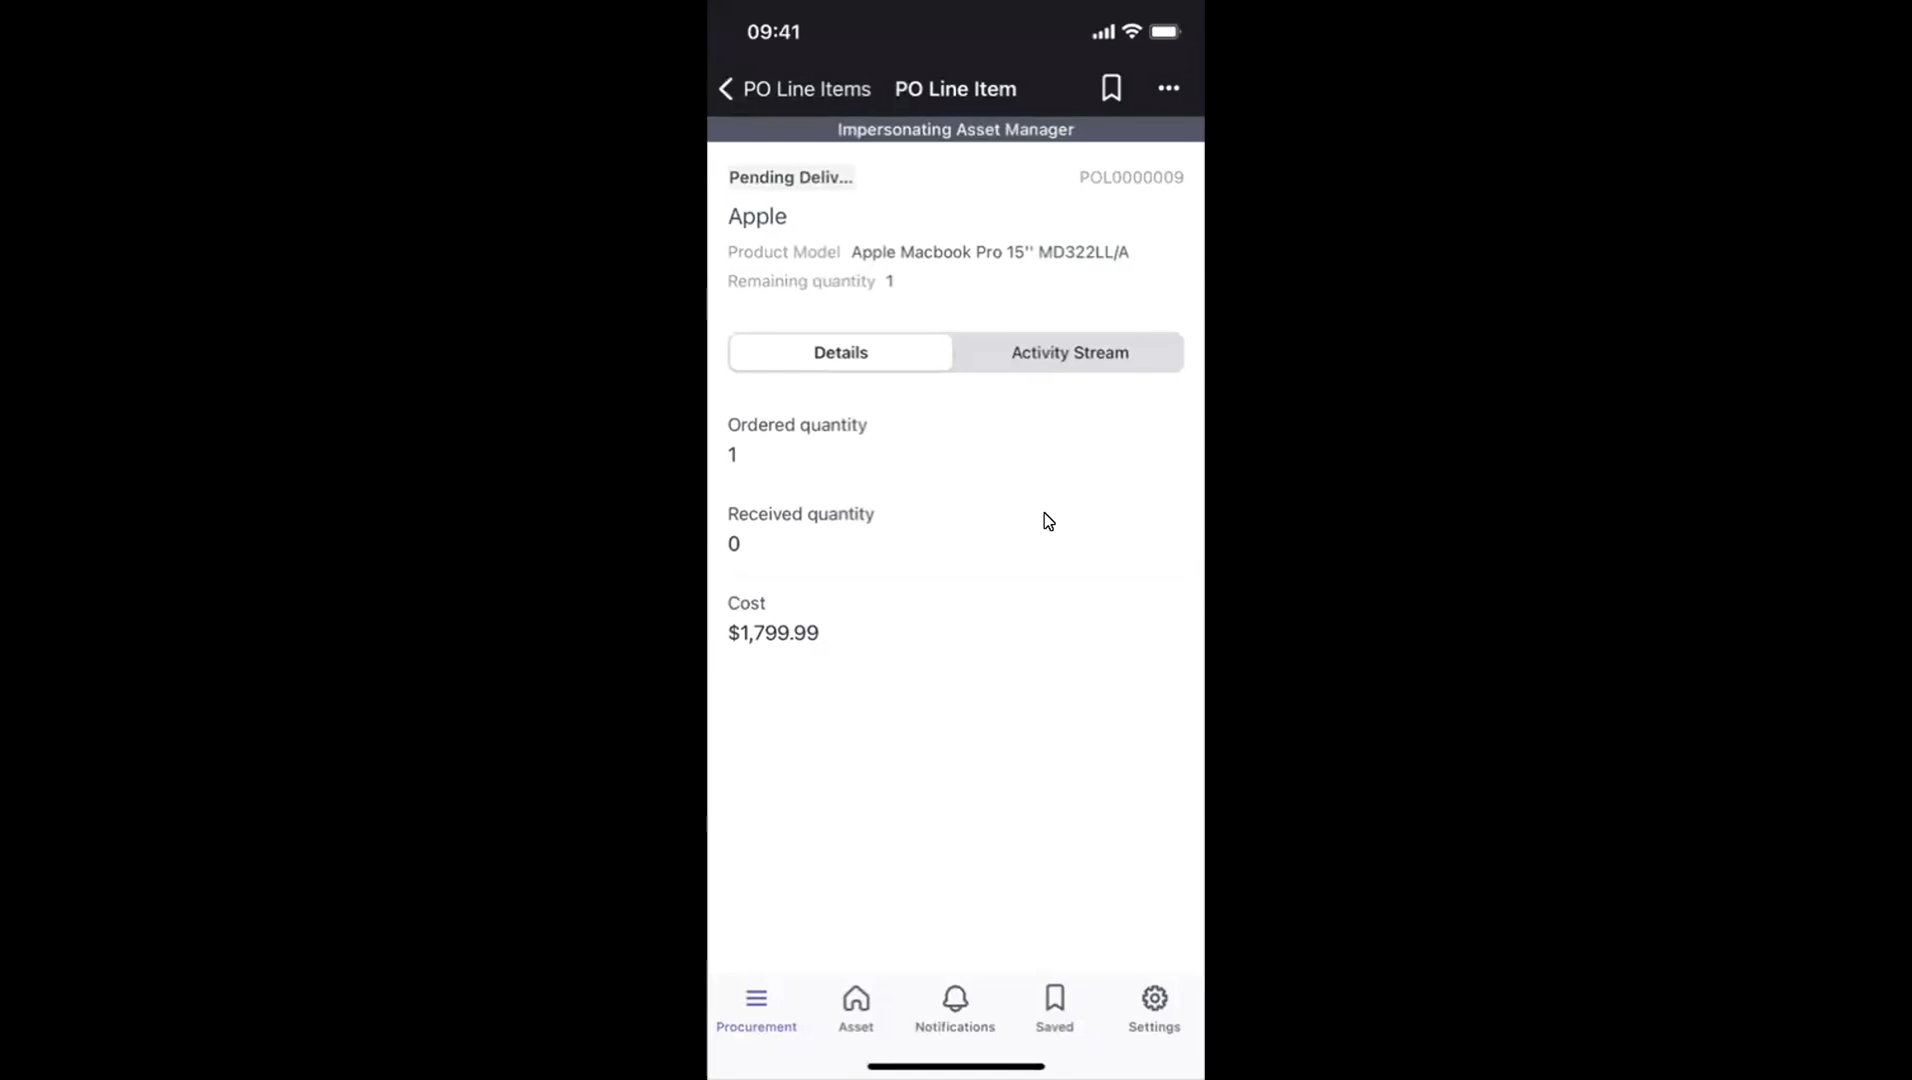 09:41
PO Line Items PO Line Item
Impersonating Asset Manager
Pending Deliv... POL0000009
Apple
Product Model Apple Macbook Pro 15'' MD322LL/A
Remaining quantity 1
Details Activity Stream
Ordered quantity
1
Received quantity
0
Cost
$1,799.99
Procurement Asset Notifications Saved Settings